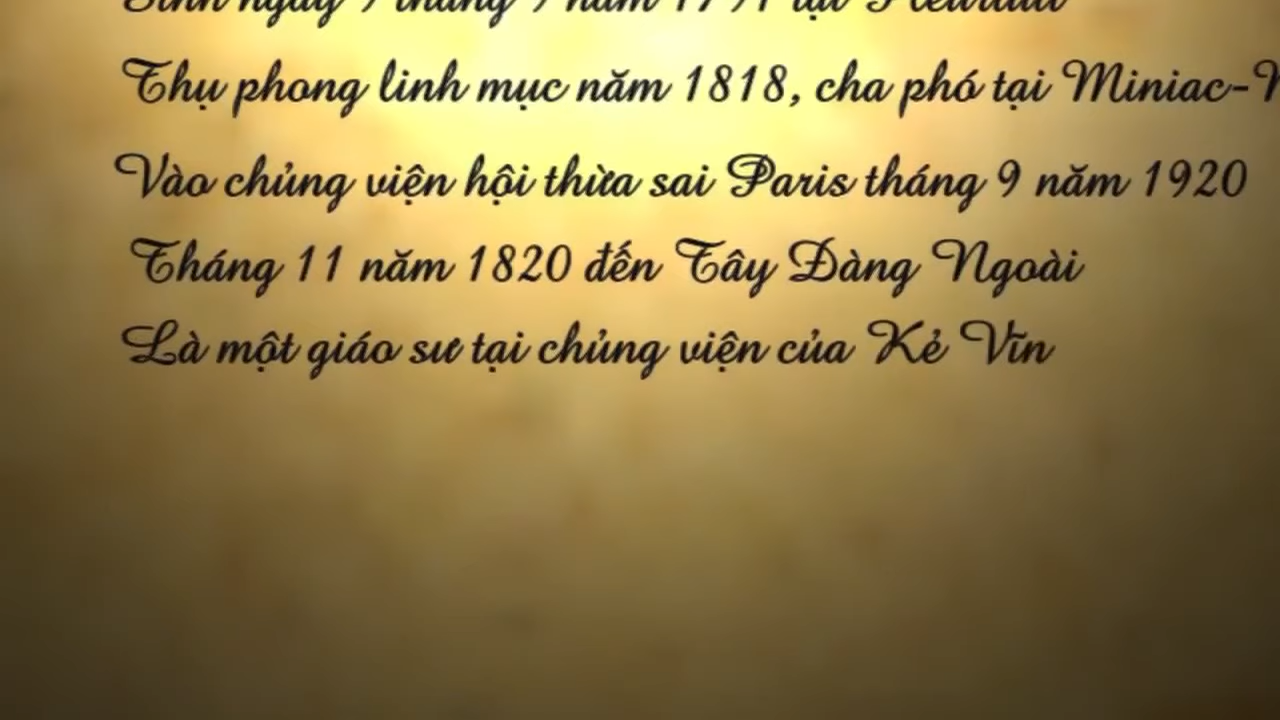 Thụ phong linh mục năm 1818, cha phó tại Miniac-
Vào chủng viện hội thừa sai Paris tháng 9 năm 1920
Tháng 11 năm 1820 đến Tây Đàng Ngoài
Là một giáo sư tại chủng viện của Kẻ Vĩn